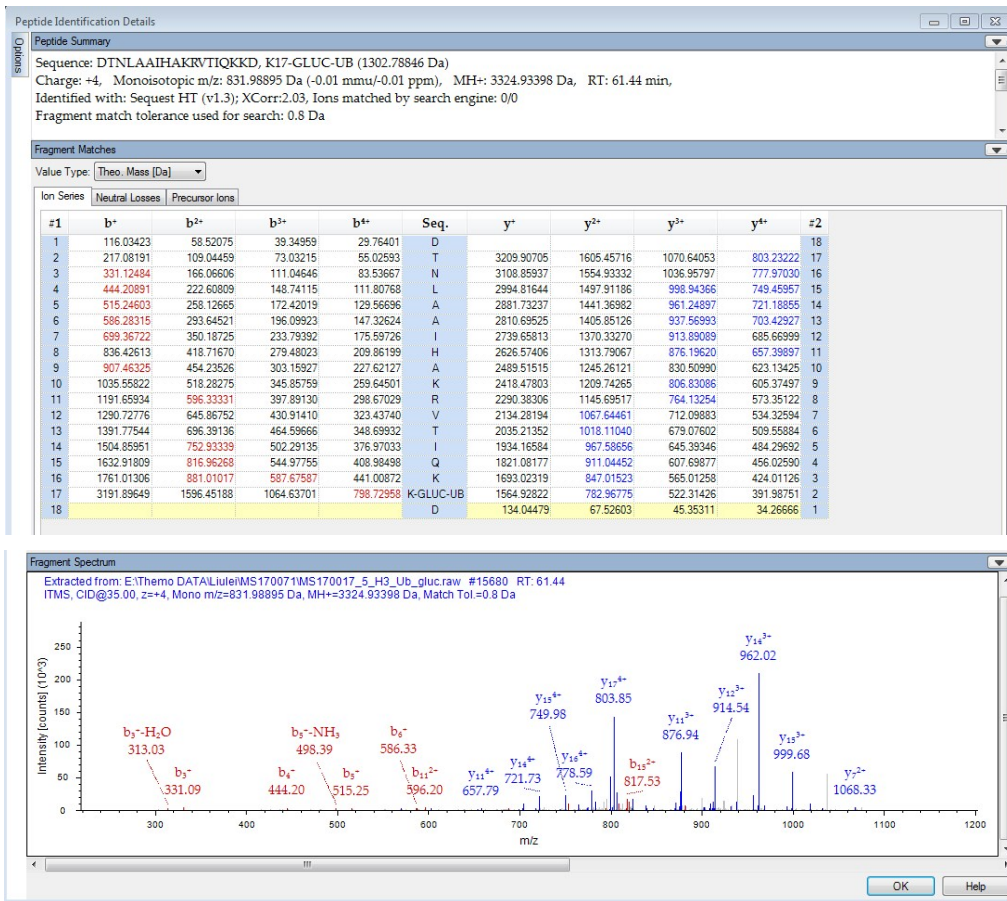 Peptide Identification Details
Options
Peptide Summary
Sequence: DTNLAAIHAKRVTIQKKD, K17-GLUC-UB (1302.78846 Da)
Charge: +4, Monoisotopic m/z: 831.98895 Da (-0.01 mmu/-0.01 ppm), MH+: 3324.93398 Da, RT: 61.44 min,
Identified with: Sequest HT (v1.3); XCorr:2.03, Ions matched by search engine: 0/0
Fragment match tolerance used for search: 0.8 Da
Fragment Matches
Value Type: Theo. Mass [Da]
Ion Series Neutral Losses Precursor Ions
#1 b⁺ b²⁺ b³⁺ b⁴⁺ Seq. y⁺ y²⁺ y³⁺ y⁴⁺ #2
1 116.03423 58.52075 39.34959 29.76401 D 18
2 217.08191 109.04459 73.03215 55.02593 T 3209.90705 1605.45716 1070.64053 803.23222 17
3 331.12484 166.06606 111.04646 83.53667 N 3108.85937 1554.93332 1036.95797 777.97030 16
4 444.20891 222.60809 148.74115 111.80768 L 2994.81644 1497.91186 998.94366 749.45957 15
5 515.24603 258.12665 172.42019 129.56696 A 2881.73237 1441.36982 961.24897 721.18855 14
6 586.28315 293.64521 196.09923 147.32624 A 2810.69525 1405.85126 937.56993 703.42927 13
7 699.36722 350.18725 233.79392 175.59726 I 2739.65813 1370.33270 913.89089 685.66999 12
8 836.42613 418.71670 279.48023 209.86199 H 2626.57406 1313.79067 876.19620 657.39897 11
9 907.46325 454.23526 303.15927 227.62127 A 2489.51515 1245.26121 830.50990 623.13425 10
10 1035.55822 518.28275 345.85759 259.64501 K 2418.47803 1209.74265 806.83086 605.37497 9
11 1191.65934 596.33331 397.89130 298.67029 R 2290.38306 1145.69517 764.13254 573.35122 8
12 1290.72776 645.86752 430.91410 323.43740 V 2134.28194 1067.64461 712.09883 534.32594 7
13 1391.77544 696.39136 464.59666 348.69932 T 2035.21352 1018.11040 679.07602 509.55884 6
14 1504.85951 752.93339 502.29135 376.97033 I 1934.16584 967.58656 645.39346 484.29692 5
15 1632.91809 816.96268 544.97755 408.98498 Q 1821.08177 911.04452 607.69877 456.02590 4
16 1761.01306 881.01017 587.67587 441.00872 K 1693.02319 847.01523 565.01258 424.01126 3
17 3191.89649 1596.45188 1064.63701 798.72958 K-GLUC-UB 1564.92822 782.96775 522.31426 391.98751 2
18 D 134.04479 67.52603 45.35311 34.26666 1
Fragment Spectrum
Extracted from: E:\Themo DATA\Liulei\MS170071\MS170017_5_H3_Ub_gluc.raw #15680 RT: 61.44
ITMS, CID@35.00, z=+4, Mono m/z=831.98895 Da, MH+=3324.93398 Da, Match Tol.=0.8 Da
Intensity [counts] (10^3)
250
200
150
100
50
0
b₃⁺-H₂O
313.03
b₃⁺
331.09
b₄⁺
444.20
b₅⁺-NH₃
498.39
b₅⁺
515.25
b₆⁺
586.33
b₁₁²⁺
596.20
y₁₁⁴⁺
657.79
y₁₄⁴⁺
721.73
y₁₅⁴⁺
749.98
y₁₆⁴⁺
778.59
y₁₇⁴⁺
803.85
b₁₅²⁺
817.53
y₁₁³⁺
876.94
y₁₂³⁺
914.54
y₁₄³⁺
962.02
y₁₅³⁺
999.68
y₇²⁺
1068.33
300 400 500 600 700 800 900 1000 1100 1200
m/z
OK Help